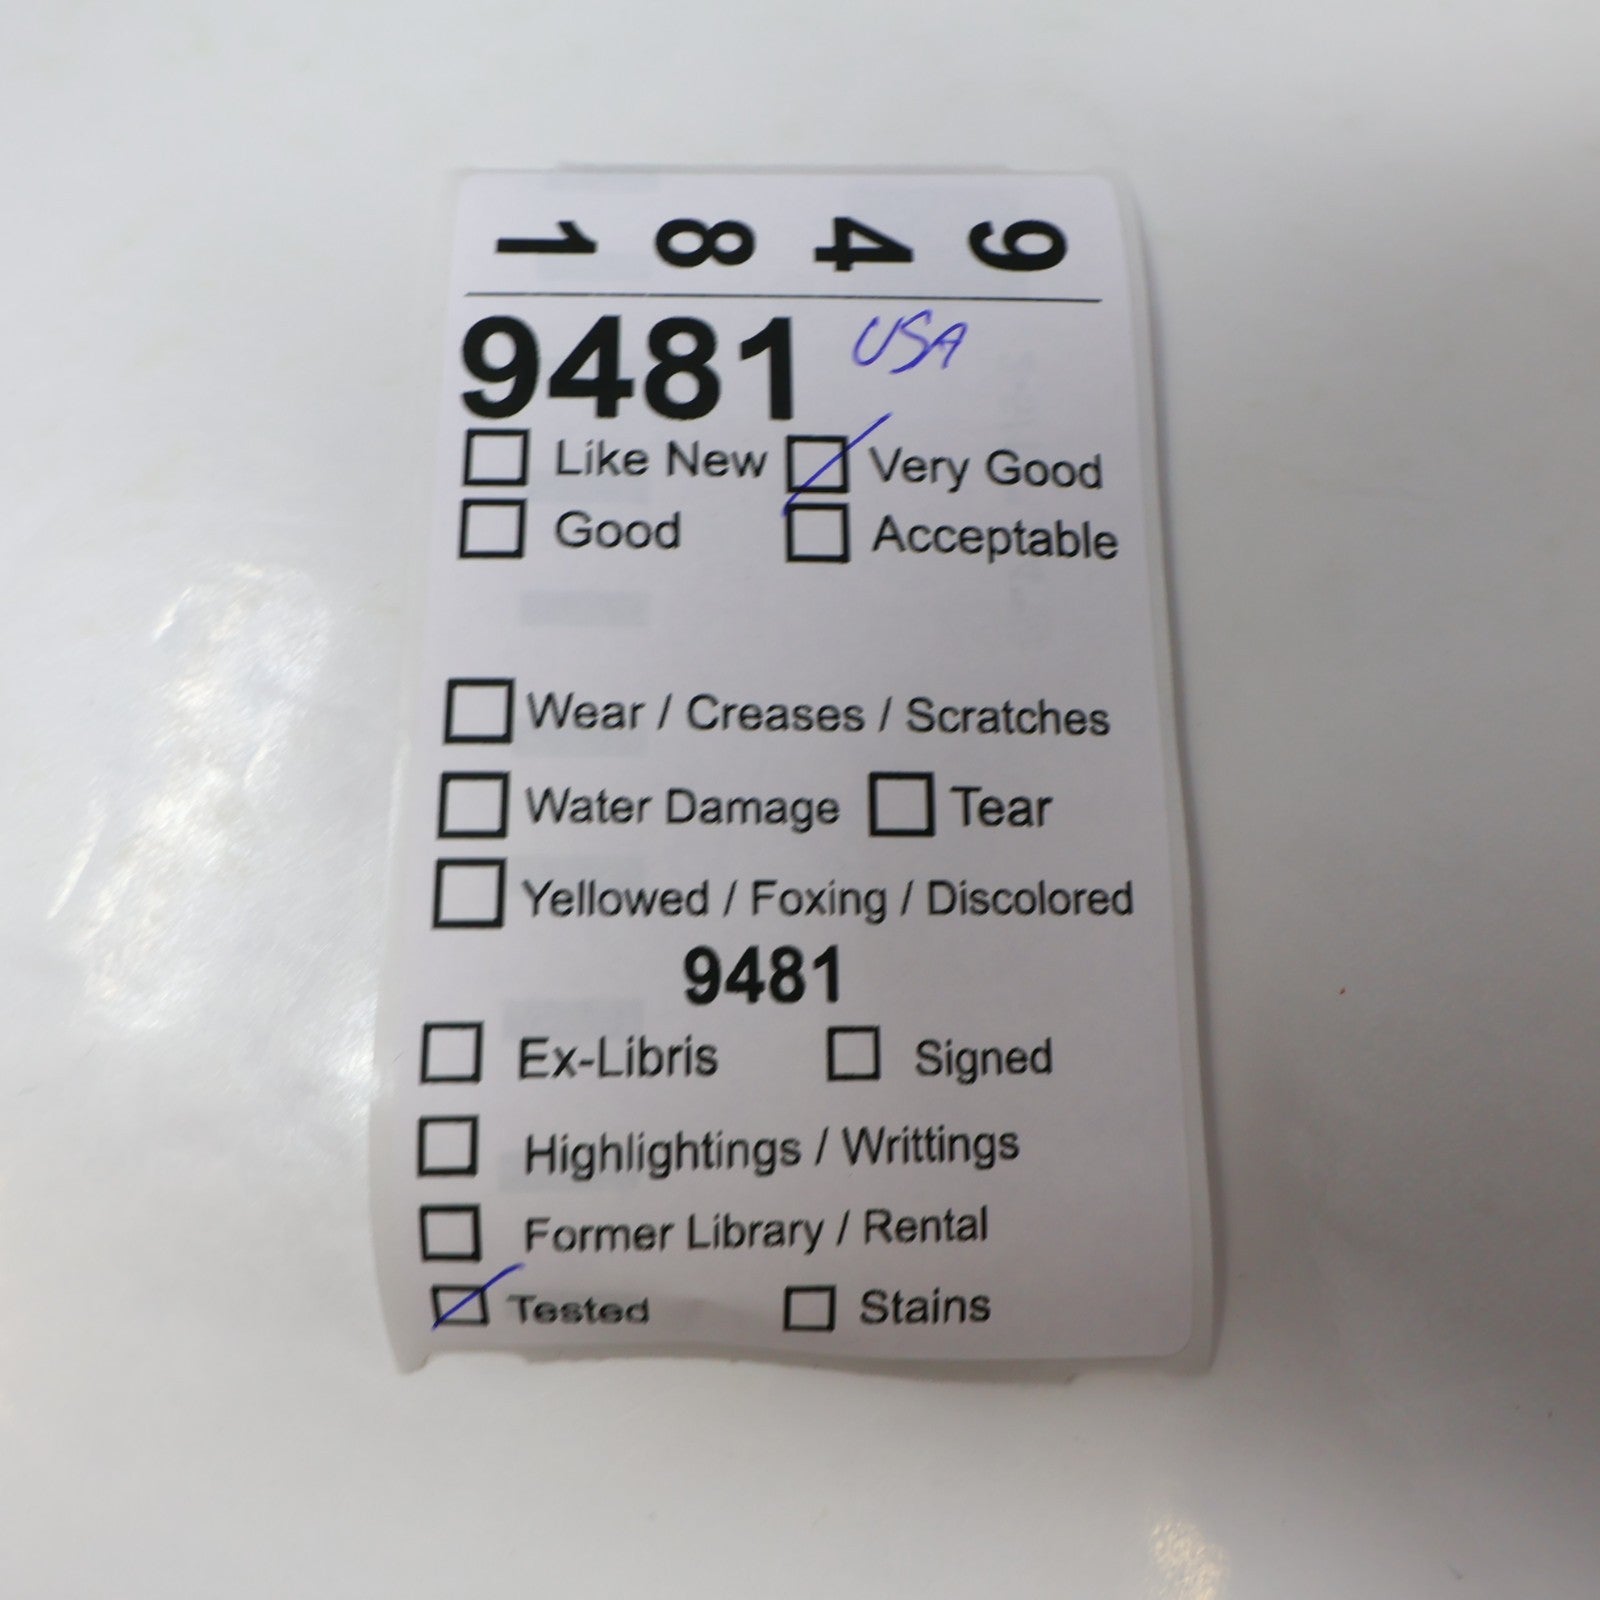 9 4 8 1
9481 USA
Like New Very Good
Good Acceptable
Wear / Creases / Scratches
Water Damage Tear
Yellowed / Foxing / Discolored
9481
Ex-Libris Signed
Highlightings / Writtings
Former Library / Rental
Tested Stains